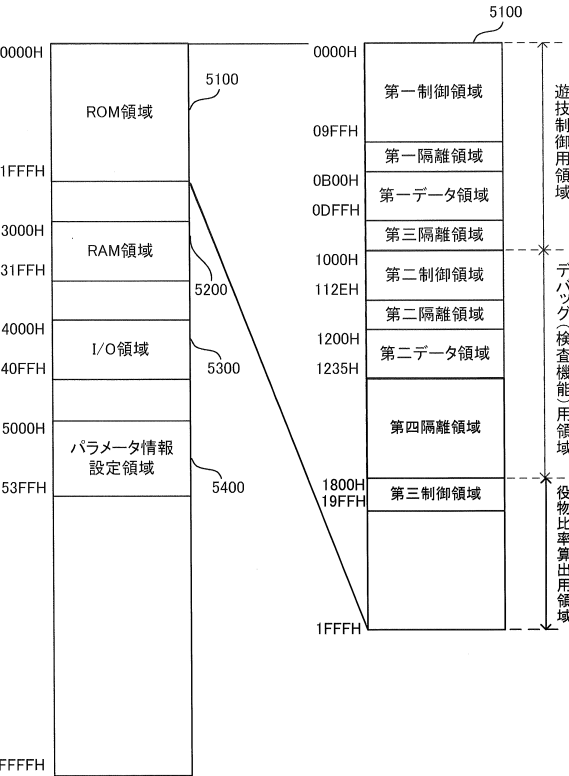 5100
0000H
ROM領域
5100
1FFFH
3000H
RAM領域
31FFH
5200
4000H
I/O領域
40FFH
5300
5000H
パラメータ情報
設定領域
53FFH
5400
FFFFH
0000H
第一制御領域
09FFH
第一隔離領域
0B00H
第一データ領域
0DFFH
第三隔離領域
1000H
第二制御領域
112EH
第二隔離領域
1200H
第二データ領域
1235H
第四隔離領域
1800H
第三制御領域
19FFH
1FFFH
遊技制御用領域
デバッグ(検査機能)用領域
役物比率算出用領域